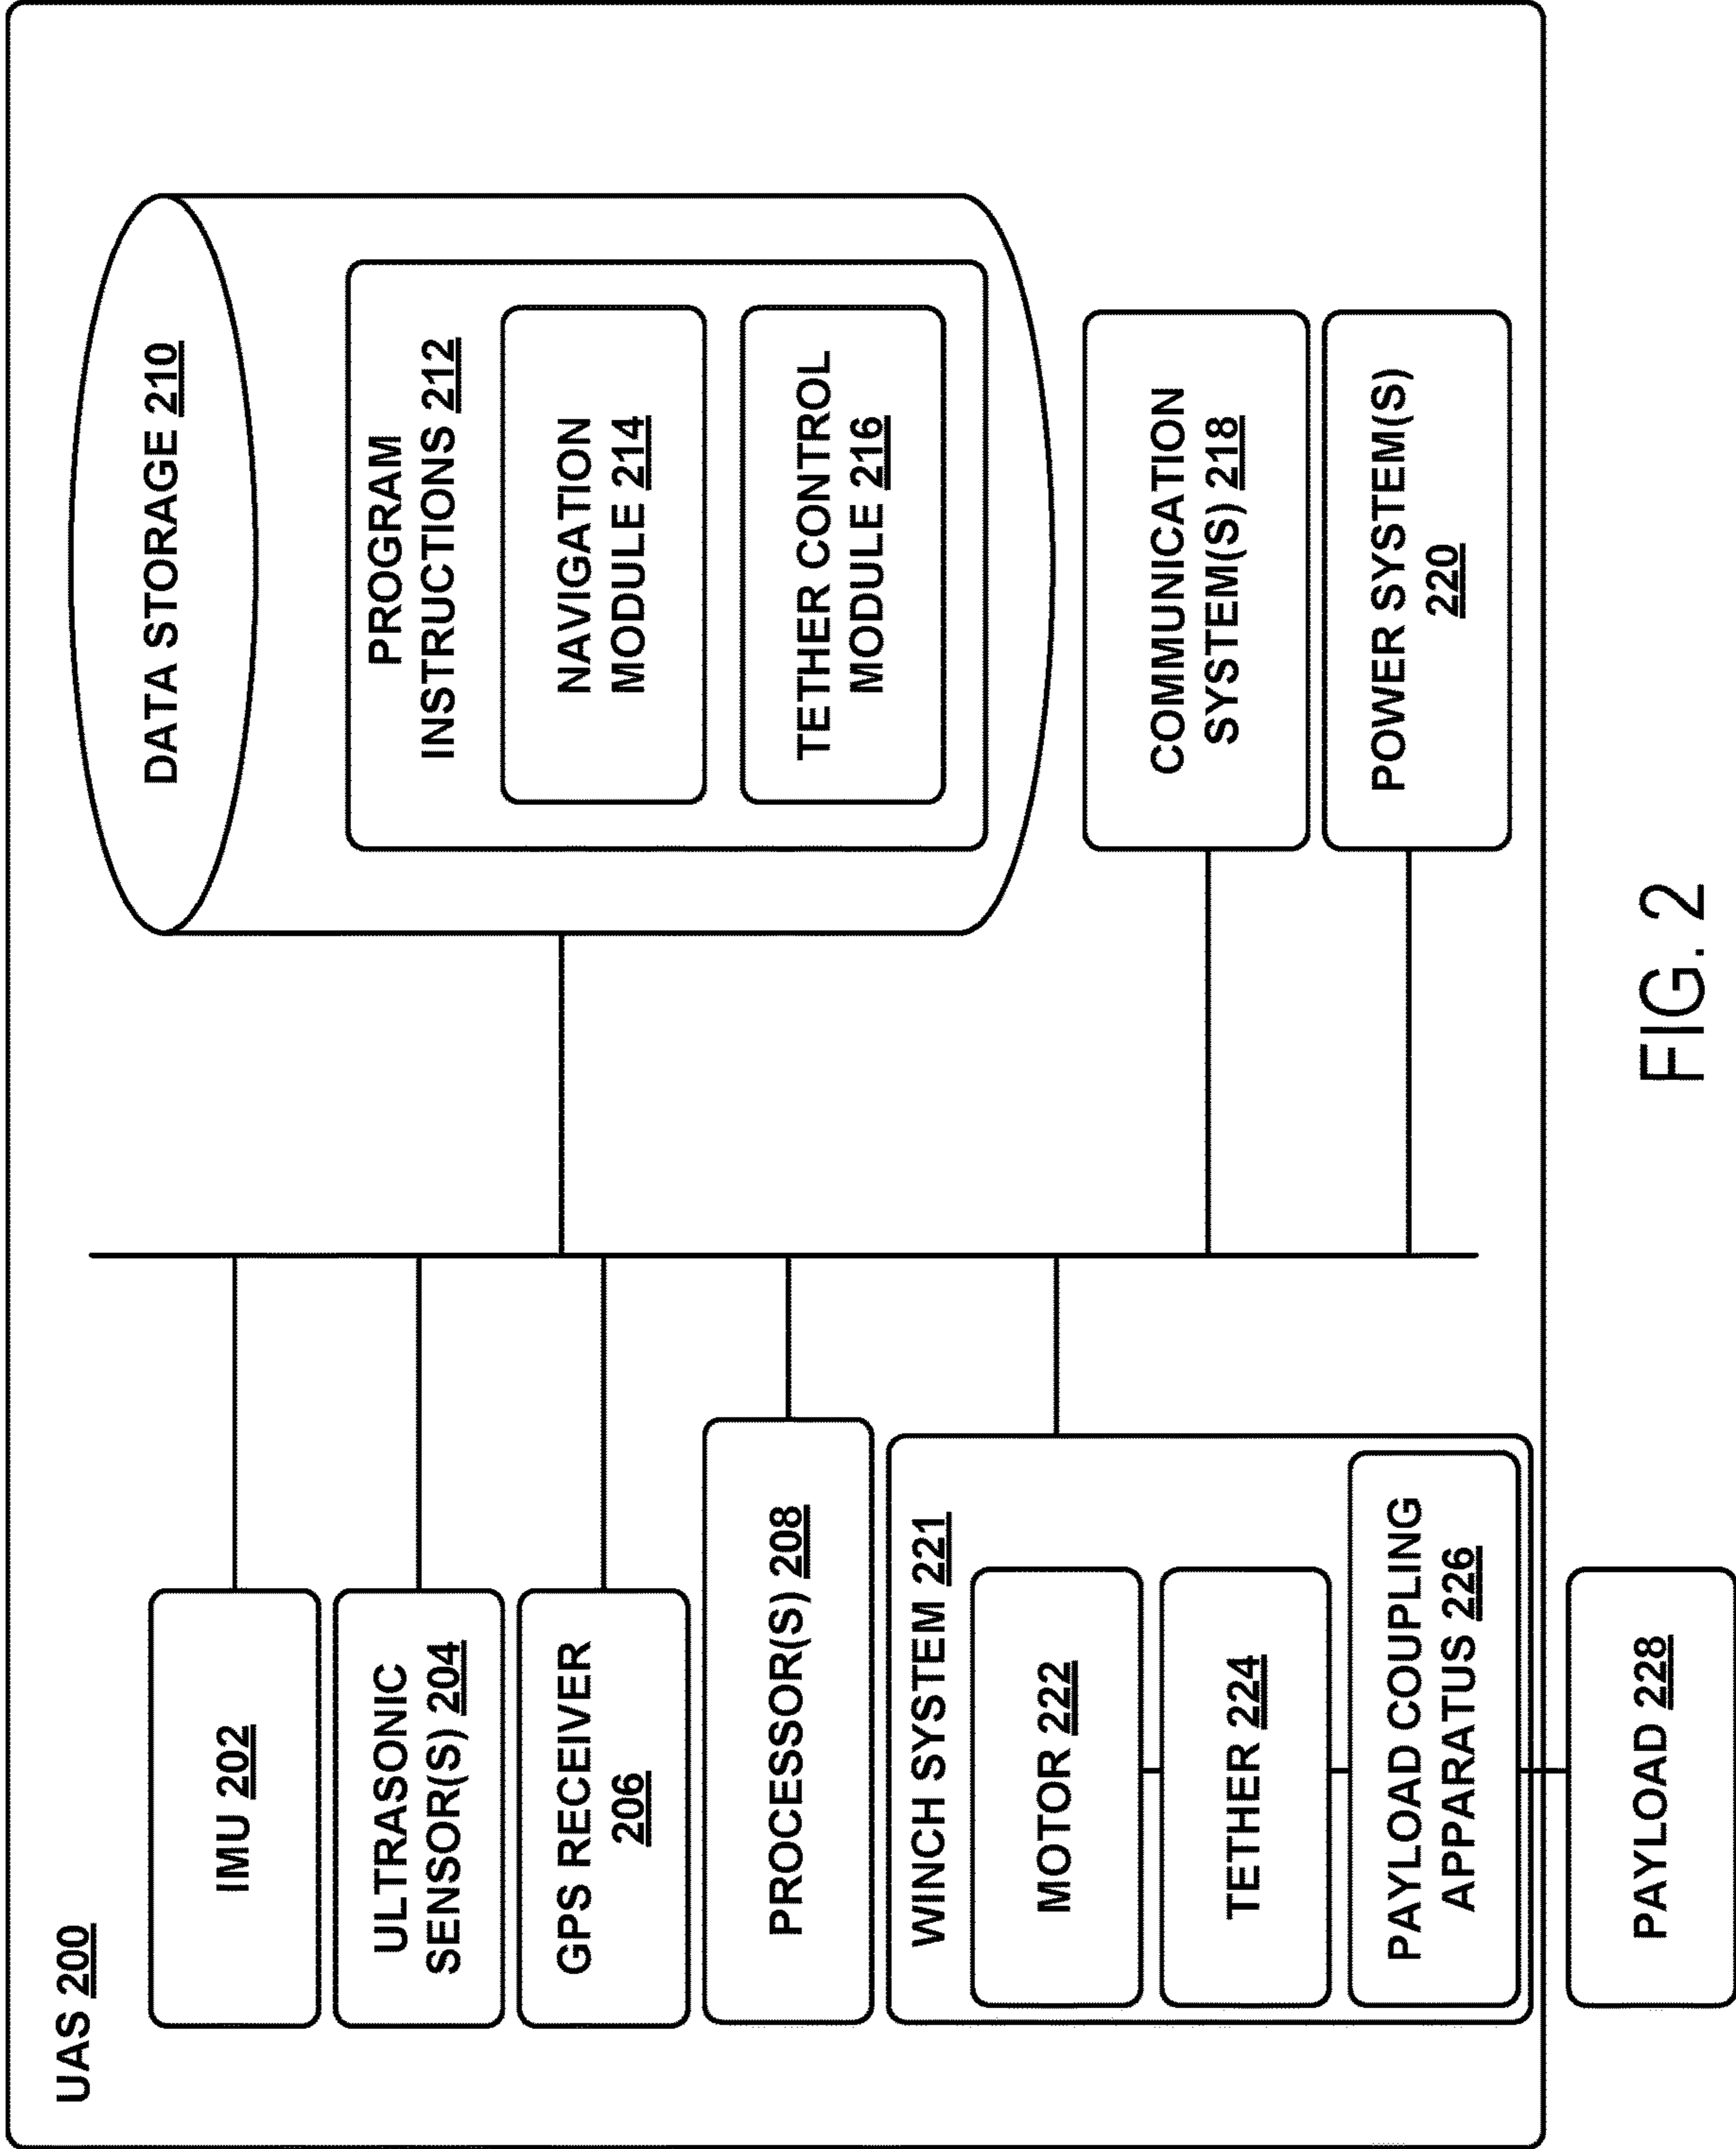 UAS 200
IMU 202
ULTRASONIC
SENSOR(S) 204
GPS RECEIVER
206
PROCESSOR(S) 208
WINCH SYSTEM 221
MOTOR 222
TETHER 224
PAYLOAD COUPLING
APPARATUS 226
PAYLOAD 228
DATA STORAGE 210
PROGRAM
INSTRUCTIONS 212
NAVIGATION
MODULE 214
TETHER CONTROL
MODULE 216
COMMUNICATION
SYSTEM(S) 218
POWER SYSTEM(S)
220
FIG. 2